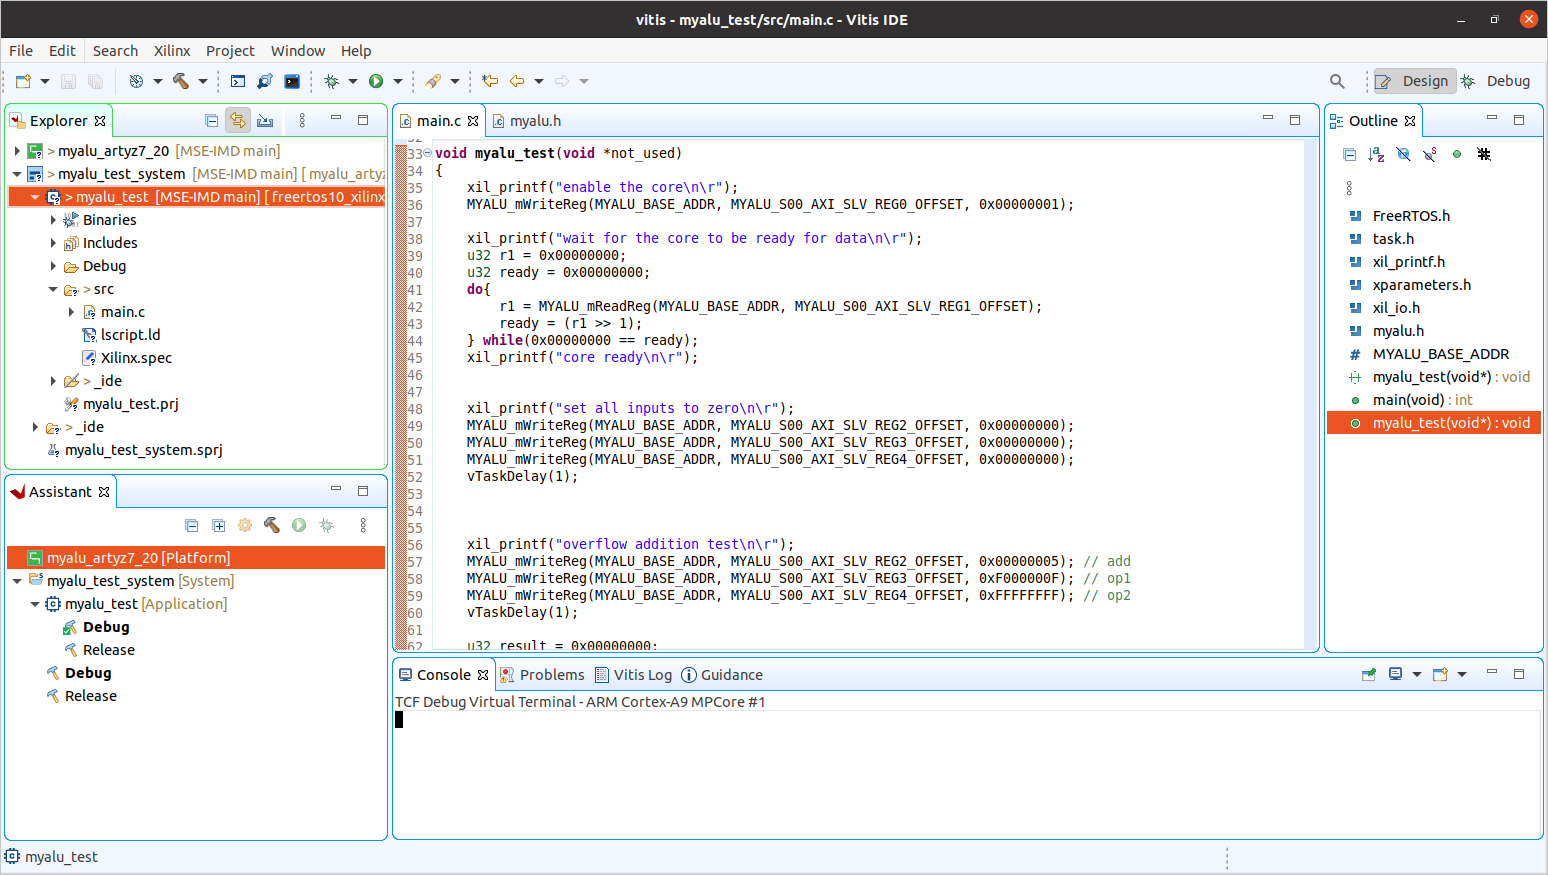 vitis - myalu_test/src/main.c - Vitis IDE
File Edit Search Xilinx Project Window Help
Design Debug
Explorer
> myalu_artyz7_20 [MSE-IMD main]
> myalu_test_system [MSE-IMD main] [ myalu_artyz
> myalu_test [MSE-IMD main] [ freertos10_xilinx
Binaries
Includes
Debug
> src
main.c
lscript.ld
Xilinx.spec
> _ide
myalu_test.prj
> _ide
myalu_test_system.sprj
Assistant
myalu_artyz7_20 [Platform]
myalu_test_system [System]
myalu_test [Application]
Debug
Release
Debug
Release
main.c myalu.h
33 void myalu_test(void *not_used)
34 {
35 xil_printf("enable the core\n\r");
36 MYALU_mWriteReg(MYALU_BASE_ADDR, MYALU_S00_AXI_SLV_REG0_OFFSET, 0x00000001);
37
38 xil_printf("wait for the core to be ready for data\n\r");
39 u32 r1 = 0x00000000;
40 u32 ready = 0x00000000;
41 do{
42 r1 = MYALU_mReadReg(MYALU_BASE_ADDR, MYALU_S00_AXI_SLV_REG1_OFFSET);
43 ready = (r1 >> 1);
44 } while(0x00000000 == ready);
45 xil_printf("core ready\n\r");
46
47
48 xil_printf("set all inputs to zero\n\r");
49 MYALU_mWriteReg(MYALU_BASE_ADDR, MYALU_S00_AXI_SLV_REG2_OFFSET, 0x00000000);
50 MYALU_mWriteReg(MYALU_BASE_ADDR, MYALU_S00_AXI_SLV_REG3_OFFSET, 0x00000000);
51 MYALU_mWriteReg(MYALU_BASE_ADDR, MYALU_S00_AXI_SLV_REG4_OFFSET, 0x00000000);
52 vTaskDelay(1);
53
54
55
56 xil_printf("overflow addition test\n\r");
57 MYALU_mWriteReg(MYALU_BASE_ADDR, MYALU_S00_AXI_SLV_REG2_OFFSET, 0x00000005); // add
58 MYALU_mWriteReg(MYALU_BASE_ADDR, MYALU_S00_AXI_SLV_REG3_OFFSET, 0xF000000F); // op1
59 MYALU_mWriteReg(MYALU_BASE_ADDR, MYALU_S00_AXI_SLV_REG4_OFFSET, 0xFFFFFFFF); // op2
60 vTaskDelay(1);
61
62 u32 result = 0x00000000;
Outline
FreeRTOS.h
task.h
xil_printf.h
xparameters.h
xil_io.h
myalu.h
# MYALU_BASE_ADDR
myalu_test(void*) : void
main(void) : int
myalu_test(void*) : void
Console Problems Vitis Log Guidance
TCF Debug Virtual Terminal - ARM Cortex-A9 MPCore #1
myalu_test